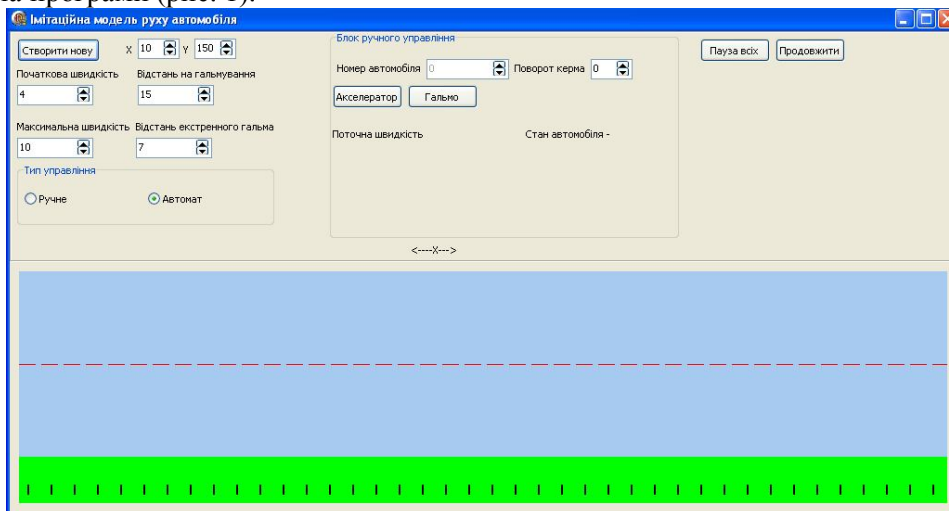 на програми (рис. 1).
Імітаційна модель руху автомобіля
Створити нову X 10 Y 150
Початкова швидкість Відстань на гальмування
4 15
Максимальна швидкість Відстань екстренного гальма
10 7
Тип управління
Ручне Автомат
Блок ручного управління
Номер автомобіля 0 Поворот керма 0
Акселератор Гальмо
Поточна швидкість Стан автомобіля -
Пауза всіх Продовжити
<----X--->